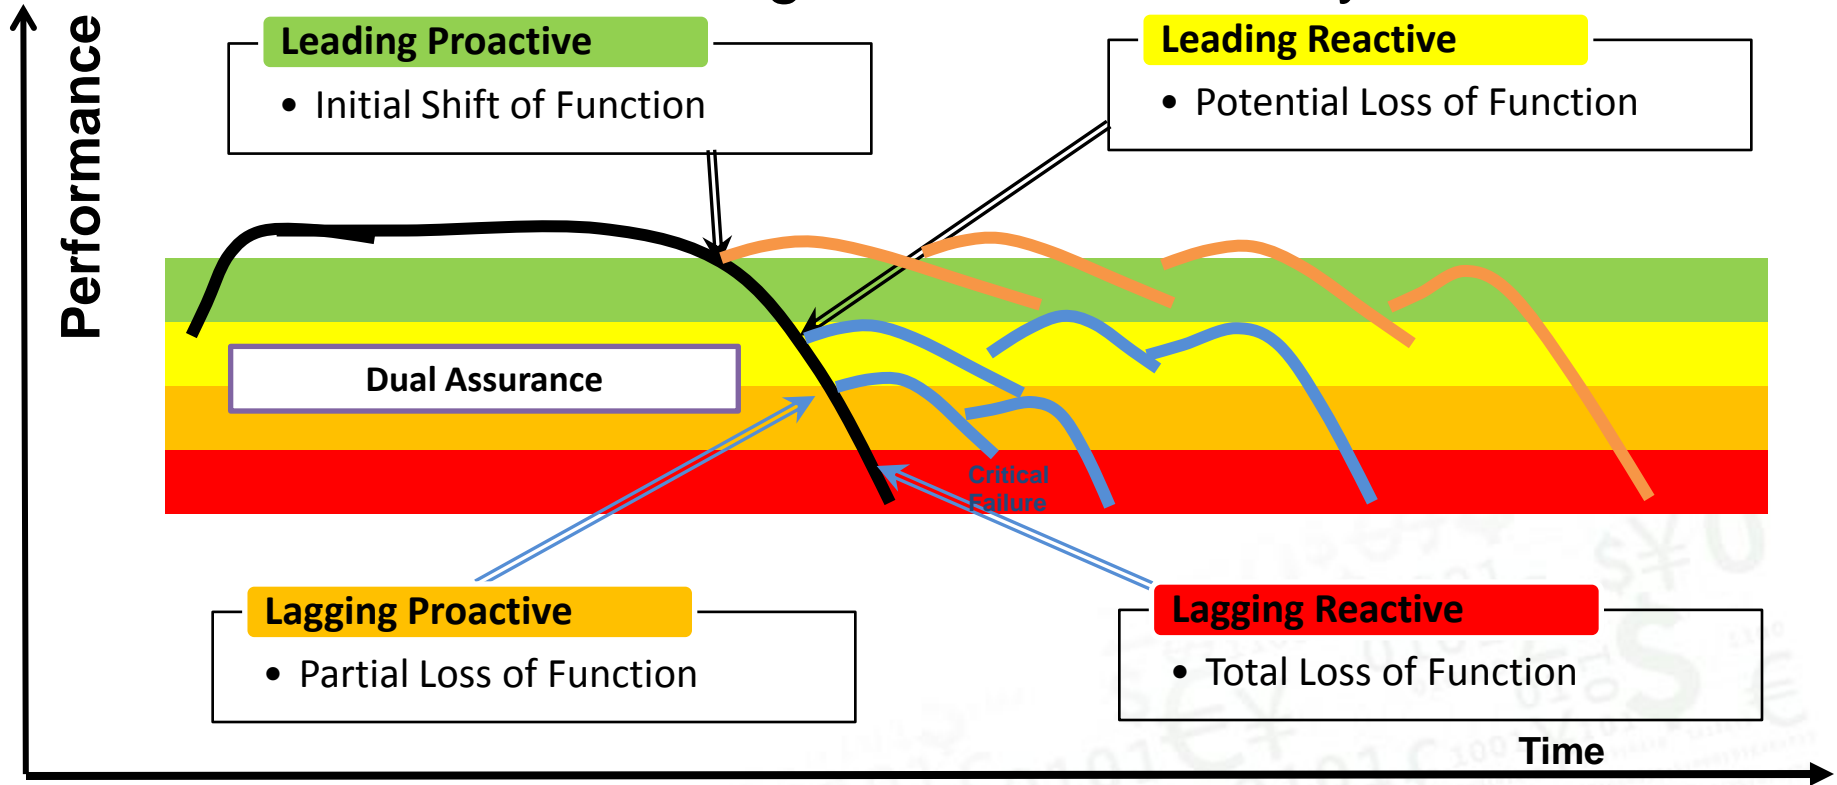 Leading Proactive
• Initial Shift of Function
Leading Reactive
• Potential Loss of Function
Performance
Dual Assurance
Critical
Failure
Lagging Proactive
• Partial Loss of Function
Lagging Reactive
• Total Loss of Function
Time